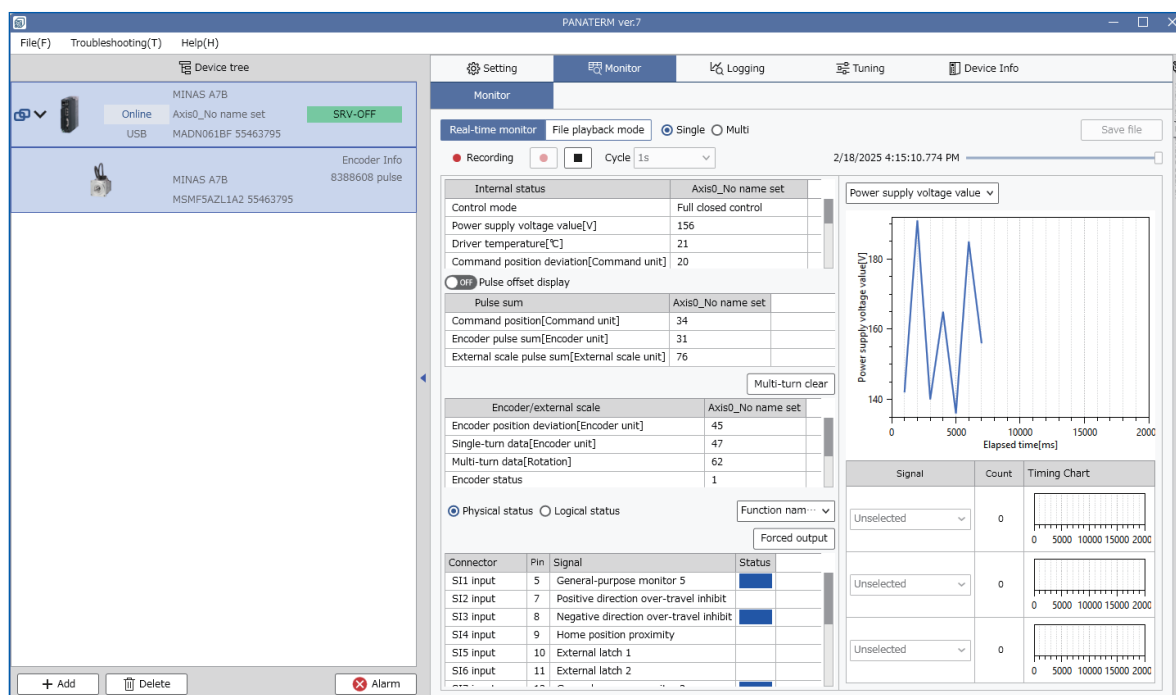 PANATERM ver.7
File(F) Troubleshooting(T) Help(H)
Device tree
MINAS A7B
Online Axis0_No name set SRV-OFF
USB MADN061BF 55463795
Encoder Info
MINAS A7B 8388608 pulse
MSMF5AZL1A2 55463795
+ Add Delete Alarm
Setting Monitor Logging Tuning Device Info
Monitor
Real-time monitor File playback mode Single Multi Save file
Recording Cycle 1s 2/18/2025 4:15:10.774 PM
Internal status Axis0_No name set
Control mode Full closed control
Power supply voltage value[V] 156
Driver temperature[℃] 21
Command position deviation[Command unit] 20
OFF Pulse offset display
Pulse sum Axis0_No name set
Command position[Command unit] 34
Encoder pulse sum[Encoder unit] 31
External scale pulse sum[External scale unit] 76
Multi-turn clear
Encoder/external scale Axis0_No name set
Encoder position deviation[Encoder unit] 45
Single-turn data[Encoder unit] 47
Multi-turn data[Rotation] 62
Encoder status 1
Physical status Logical status Function nam…
Forced output
Connector Pin Signal Status
SI1 input 5 General-purpose monitor 5
SI2 input 7 Positive direction over-travel inhibit
SI3 input 8 Negative direction over-travel inhibit
SI4 input 9 Home position proximity
SI5 input 10 External latch 1
SI6 input 11 External latch 2
Power supply voltage value
Power supply voltage value[V]
180
160
140
0 5000 10000 15000 2000
Elapsed time[ms]
Signal Count Timing Chart
Unselected 0
0 5000 10000 15000 2000
Unselected 0
0 5000 10000 15000 2000
Unselected 0
0 5000 10000 15000 2000